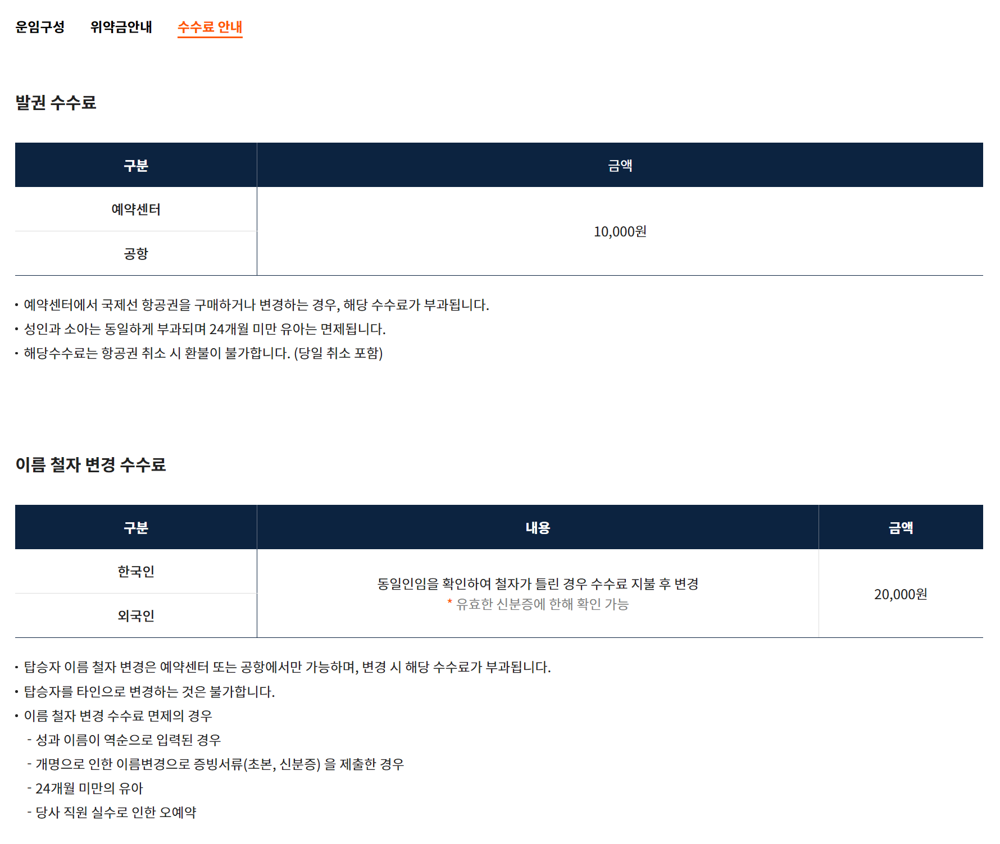 운임구성 위약금안내 수수료 안내
발권 수수료
구분 금액
예약센터
10,000원
공항
• 예약센터에서 국제선 항공권을 구매하거나 변경하는 경우, 해당 수수료가 부과됩니다.
• 성인과 소아는 동일하게 부과되며 24개월 미만 유아는 면제됩니다.
• 해당수수료는 항공권 취소 시 환불이 불가합니다. (당일 취소 포함)
이름 철자 변경 수수료
구분 내용 금액
한국인
동일인임을 확인하여 철자가 틀린 경우 수수료 지불 후 변경
* 유효한 신분증에 한해 확인 가능
20,000원
외국인
• 탑승자 이름 철자 변경은 예약센터 또는 공항에서만 가능하며, 변경 시 해당 수수료가 부과됩니다.
• 탑승자를 타인으로 변경하는 것은 불가합니다.
• 이름 철자 변경 수수료 면제의 경우
- 성과 이름이 역순으로 입력된 경우
- 개명으로 인한 이름변경으로 증빙서류(초본, 신분증) 을 제출한 경우
- 24개월 미만의 유아
- 당사 직원 실수로 인한 오예약